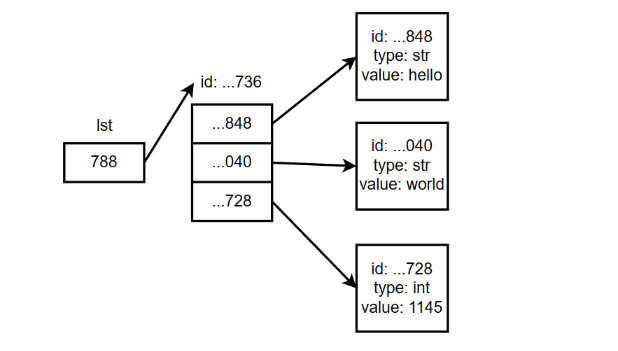 lst
788
id: ...736
...848
...040
...728
id: ...848
type: str
value: hello
id: ...040
type: str
value: world
id: ...728
type: int
value: 1145